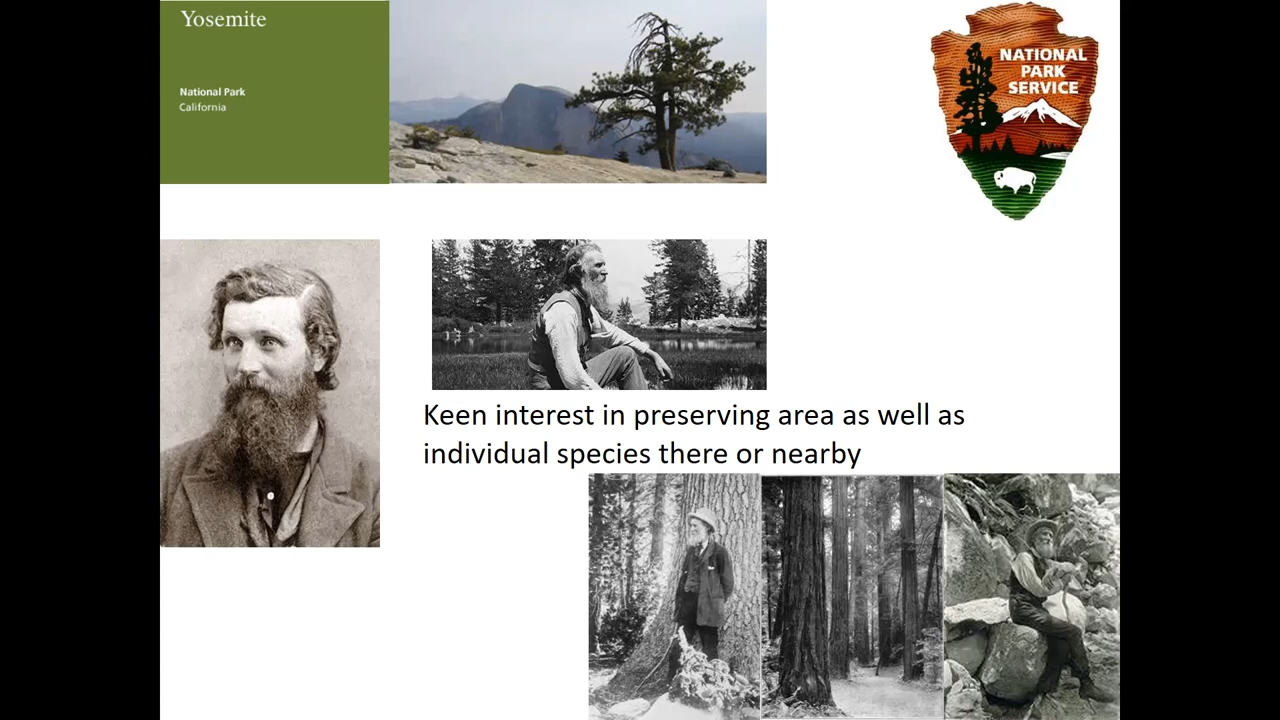 Yosemite
National Park
California
NATIONAL
PARK
SERVICE
Keen interest in preserving area as well as
individual species there or nearby